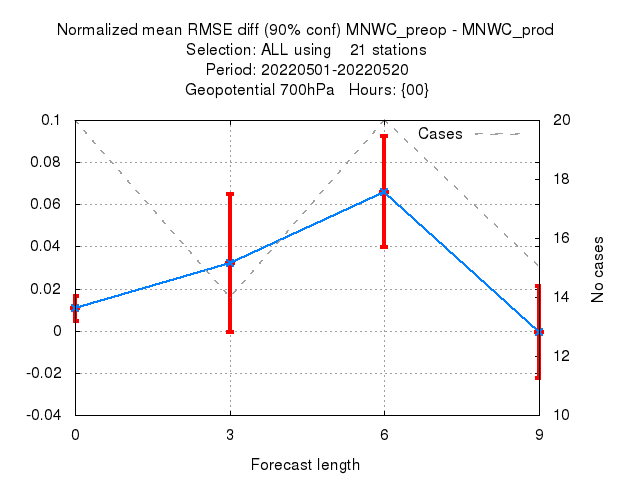 Normalized mean RMSE diff (90% conf) MNWC_preop - MNWC_prod
Selection: ALL using    21 stations
Period: 20220501-20220520
Geopotential 700hPa   Hours: {00}
0.1
0.08
0.06
0.04
0.02
0
-0.02
-0.04
Cases
20
18
16
14
12
10
No cases
0 3 6 9
Forecast length